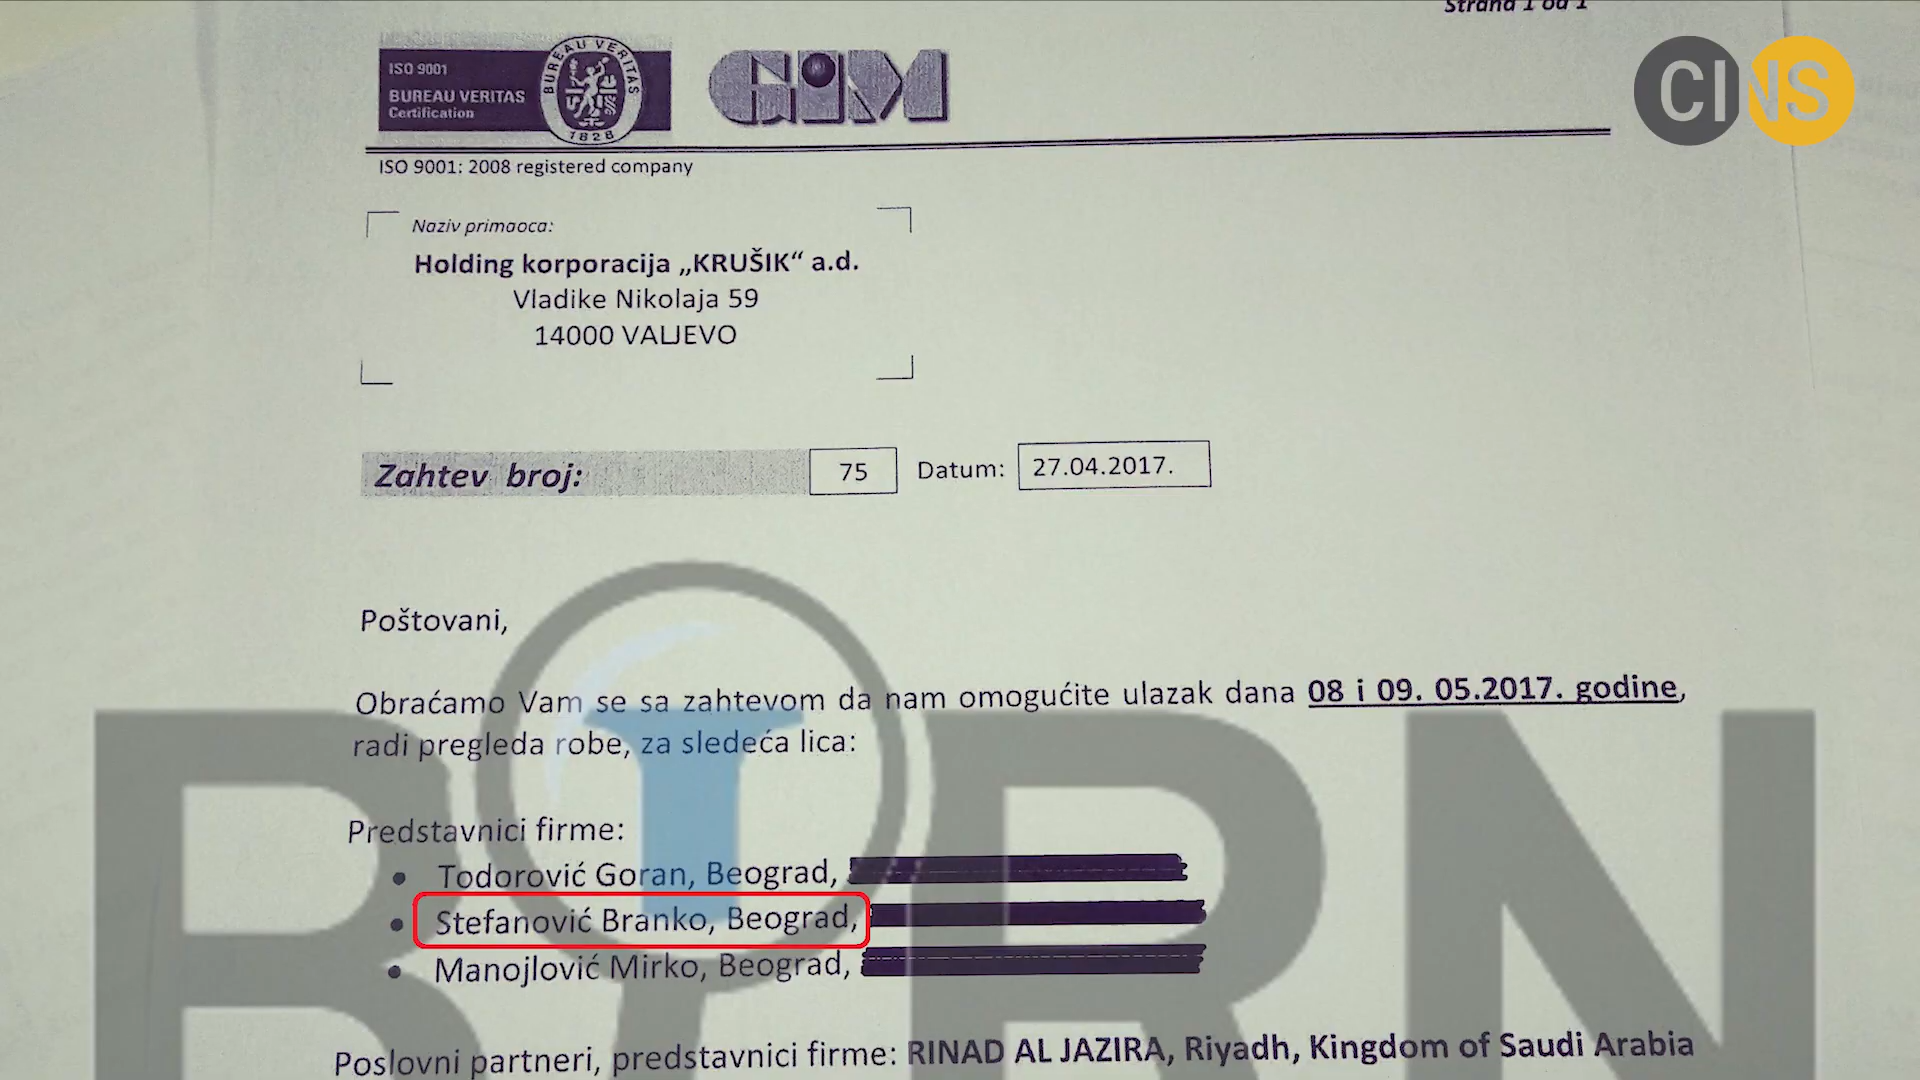 Strana 1 od 1
ISO 9001
BUREAU VERITAS
Certification
BUREAU VERITAS
1828
GIM
CINS
ISO 9001: 2008 registered company
Naziv primaoca:
Holding korporacija „KRUŠIK“ a.d.
Vladike Nikolaja 59
14000 VALJEVO
Zahtev broj: 75 Datum: 27.04.2017.
Poštovani,
Obraćamo Vam se sa zahtevom da nam omogućite ulazak dana 08 i 09. 05.2017. godine,
radi pregleda robe, za sledeća lica:
Predstavnici firme:
• Todorović Goran, Beograd,
• Stefanović Branko, Beograd,
• Manojlović Mirko, Beograd,
Poslovni partneri, predstavnici firme: RINAD AL JAZIRA, Riyadh, Kingdom of Saudi Arabia
BIRN